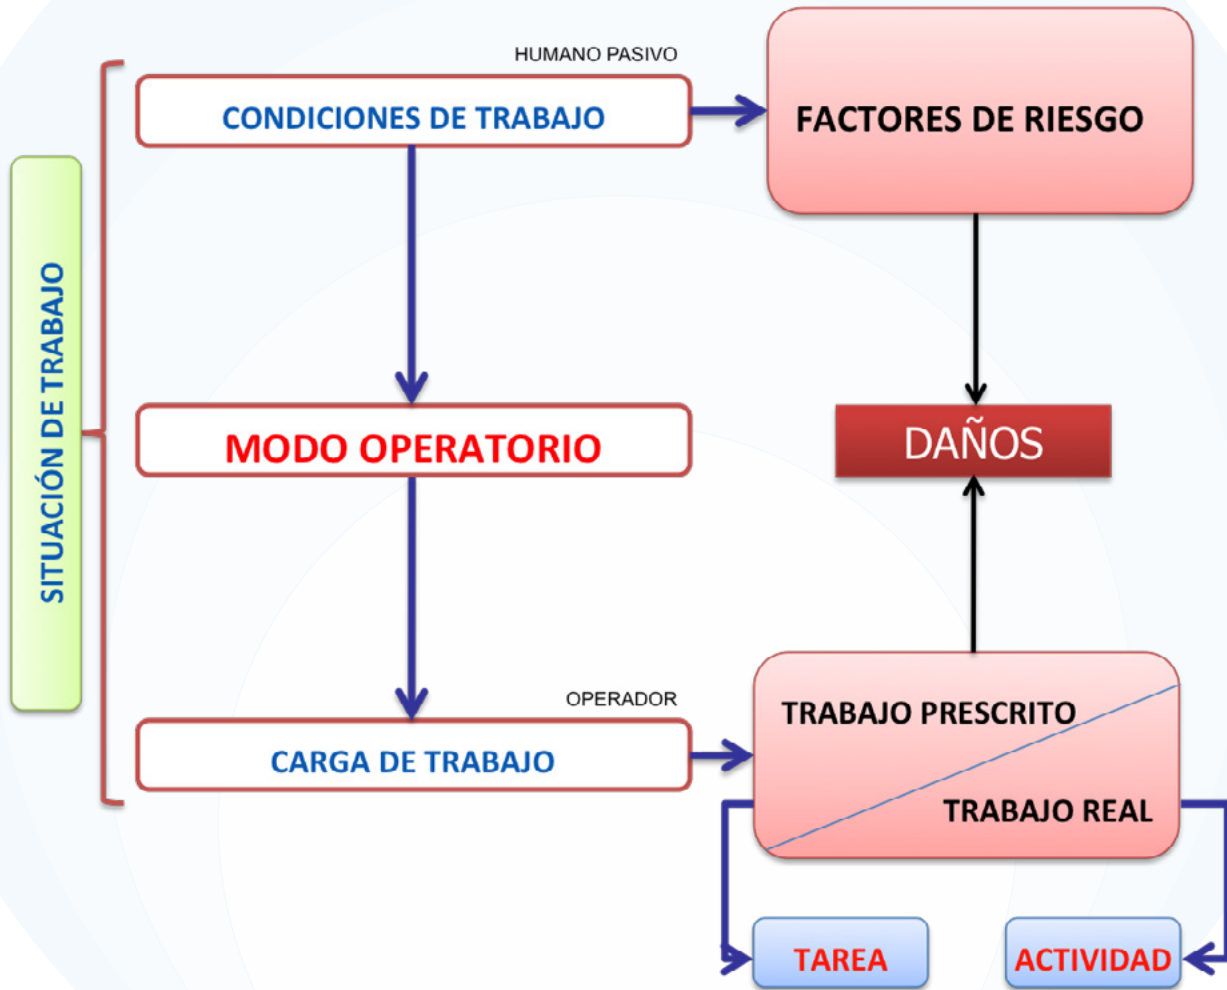 HUMANO PASIVO
CONDICIONES DE TRABAJO
FACTORES DE RIESGO
SITUACIÓN DE TRABAJO
MODO OPERATORIO
DAÑOS
OPERADOR
CARGA DE TRABAJO
TRABAJO PRESCRITO
TRABAJO REAL
TAREA
ACTIVIDAD